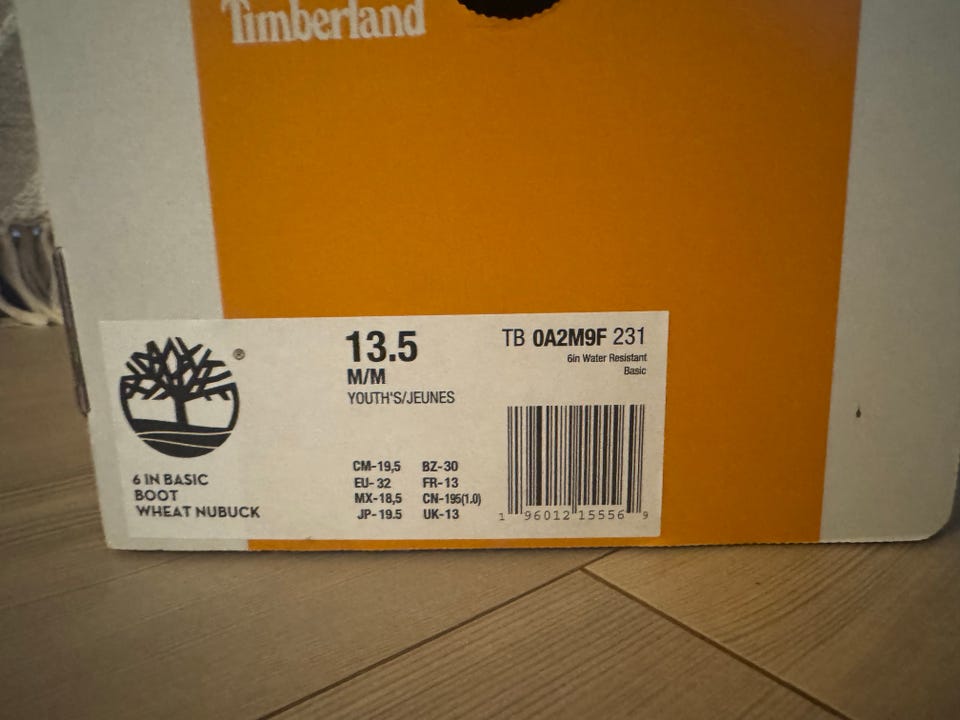 Timberland
®
6 IN BASIC
BOOT
WHEAT NUBUCK
13.5
M/M
YOUTH'S/JEUNES
CM-19,5 BZ-30
EU-32 FR-13
MX-18,5 CN-195(1.0)
JP-19.5 UK-13
TB 0A2M9F 231
6in Water Resistant
Basic
1 96012 15556 9